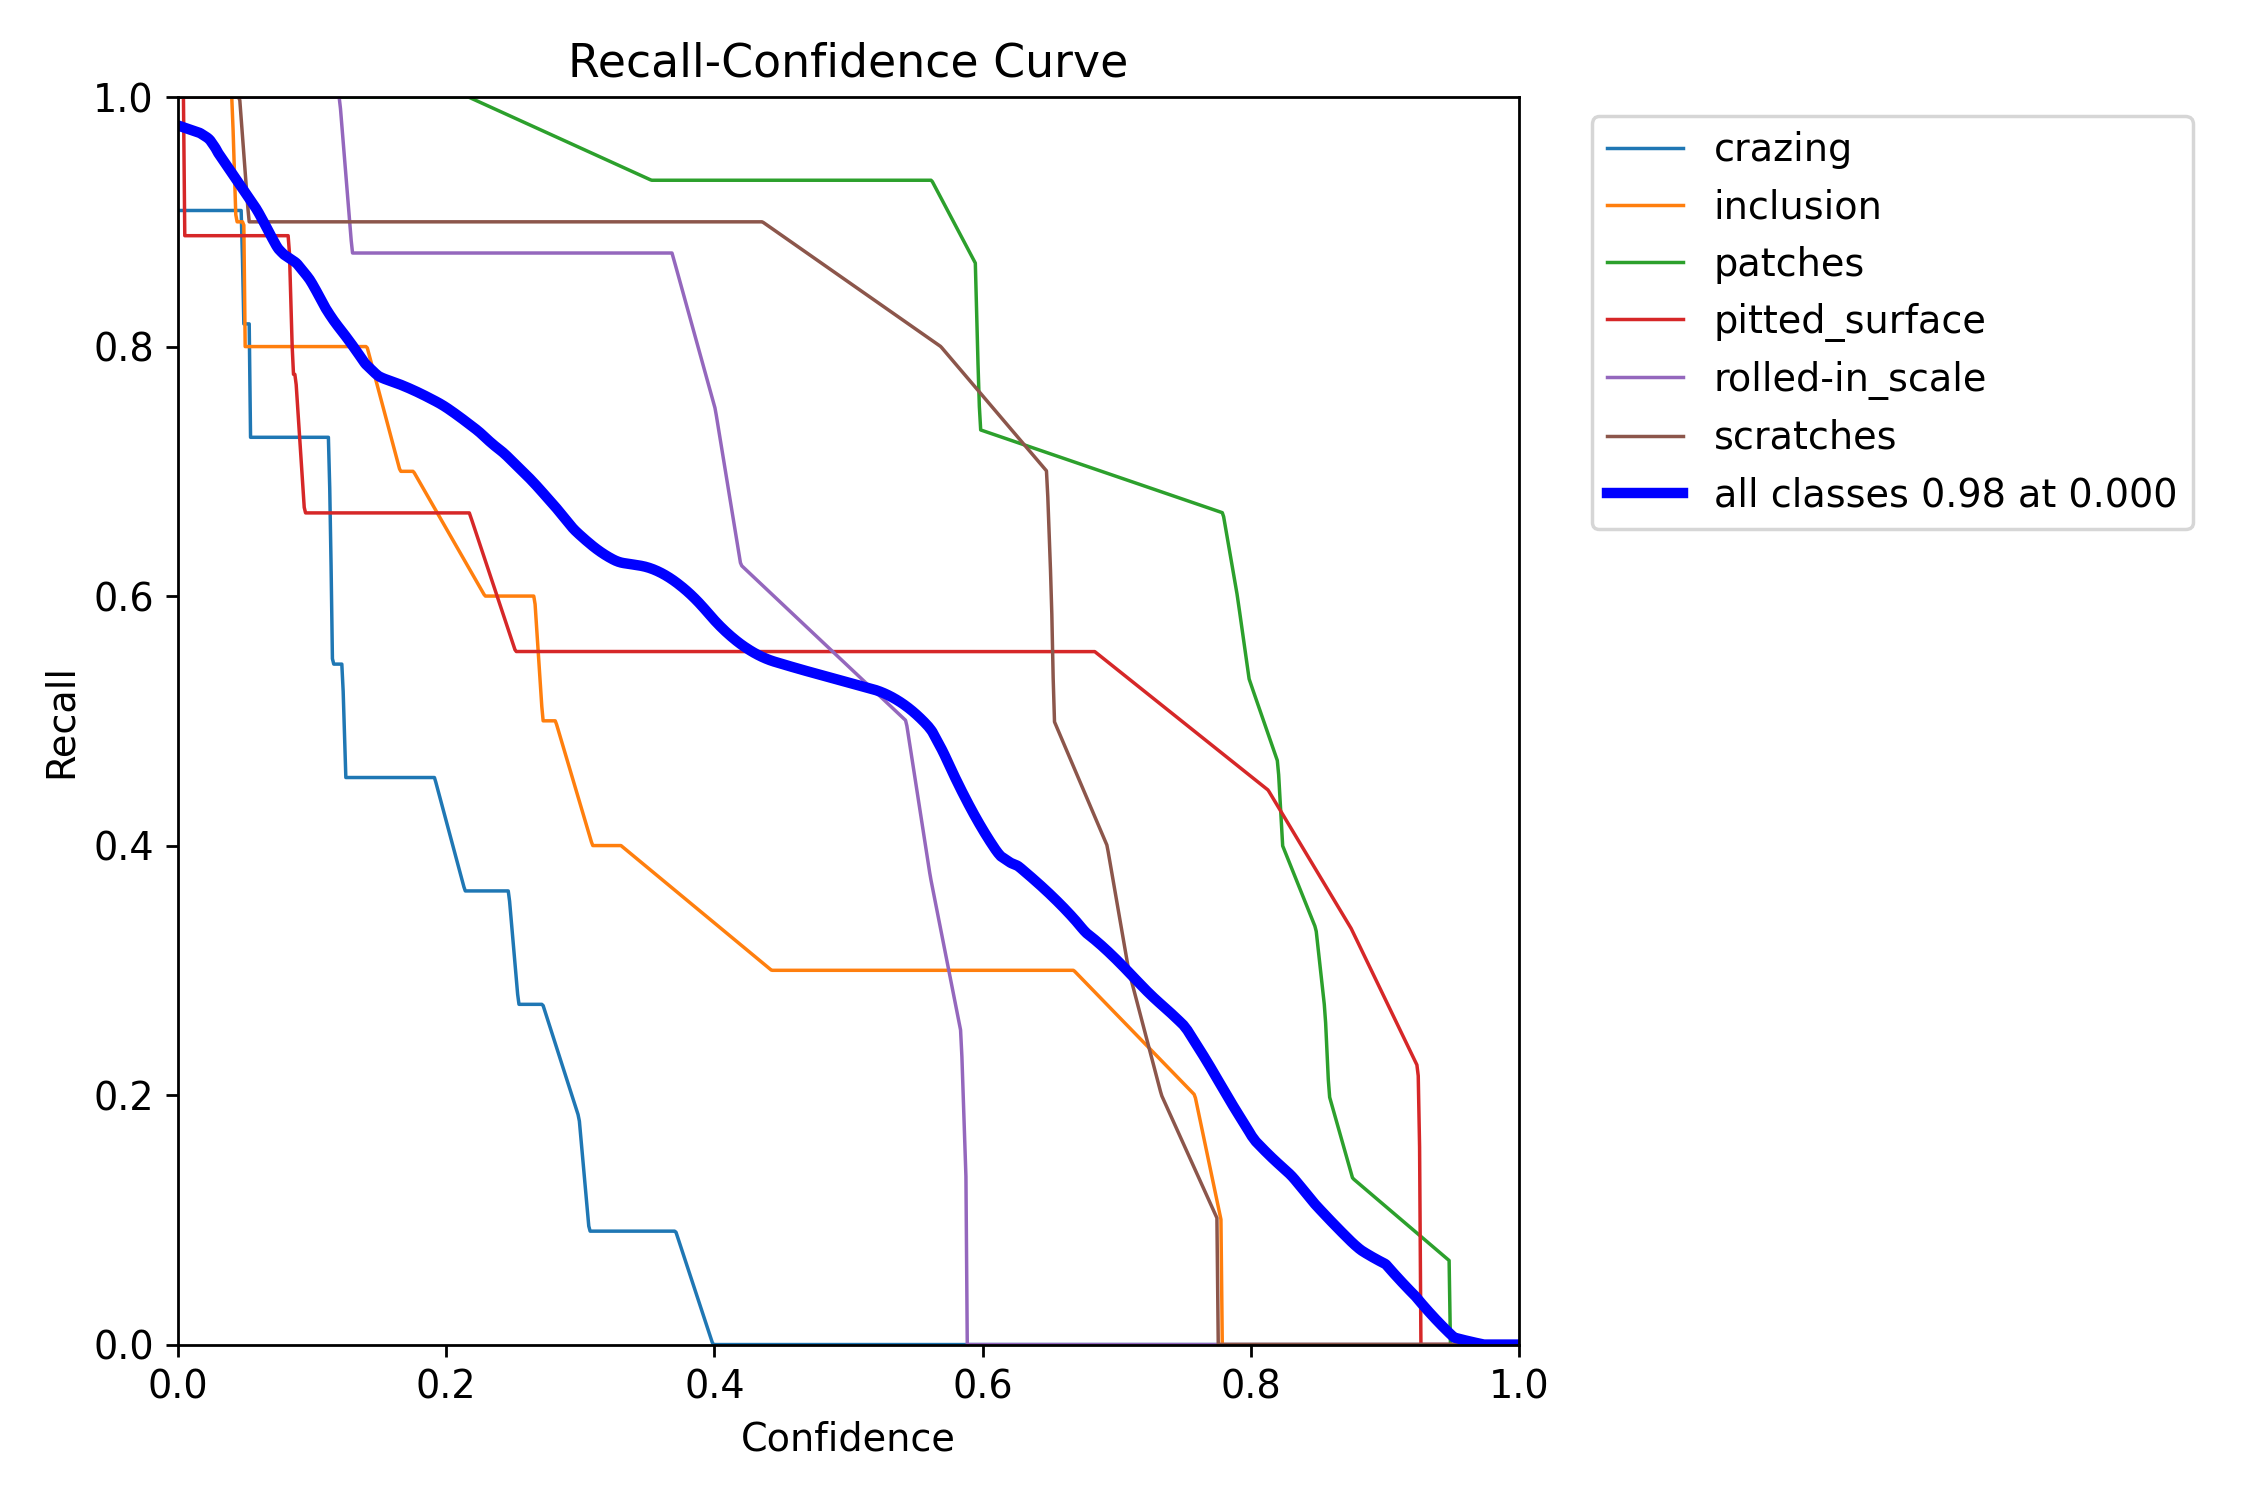 Recall-Confidence Curve
1.0
0.8
0.6
0.4
0.2
0.0
Recall
0.0 0.2 0.4 0.6 0.8 1.0
Confidence
crazing
inclusion
patches
pitted_surface
rolled-in_scale
scratches
all classes 0.98 at 0.000